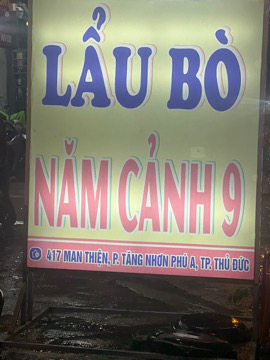 LẨU BÒ
NĂM CẢNH 9
417 MAN THIỆN, P. TĂNG NHƠN PHÚ A, TP. THỦ ĐỨC